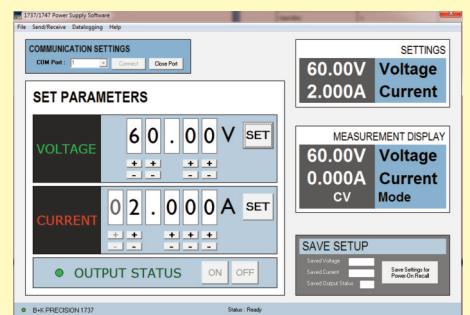 1737/1747 Power Supply Software
File Send/Receive Datalogging Help
COMMUNICATION SETTINGS
COM Port : 1 Connect Close Port
SET PARAMETERS
VOLTAGE 60.00 V SET
+ + + +
- - - -
CURRENT 02.000 A SET
+ + + + +
- - - - -
OUTPUT STATUS ON OFF
SETTINGS
60.00V Voltage
2.000A Current
MEASUREMENT DISPLAY
60.00V Voltage
0.000A Current
CV Mode
SAVE SETUP
Saved Voltage
Saved Current
Saved Output Status
Save Settings for
Power-On Recall
B+K PRECISION 1737 Status : Ready